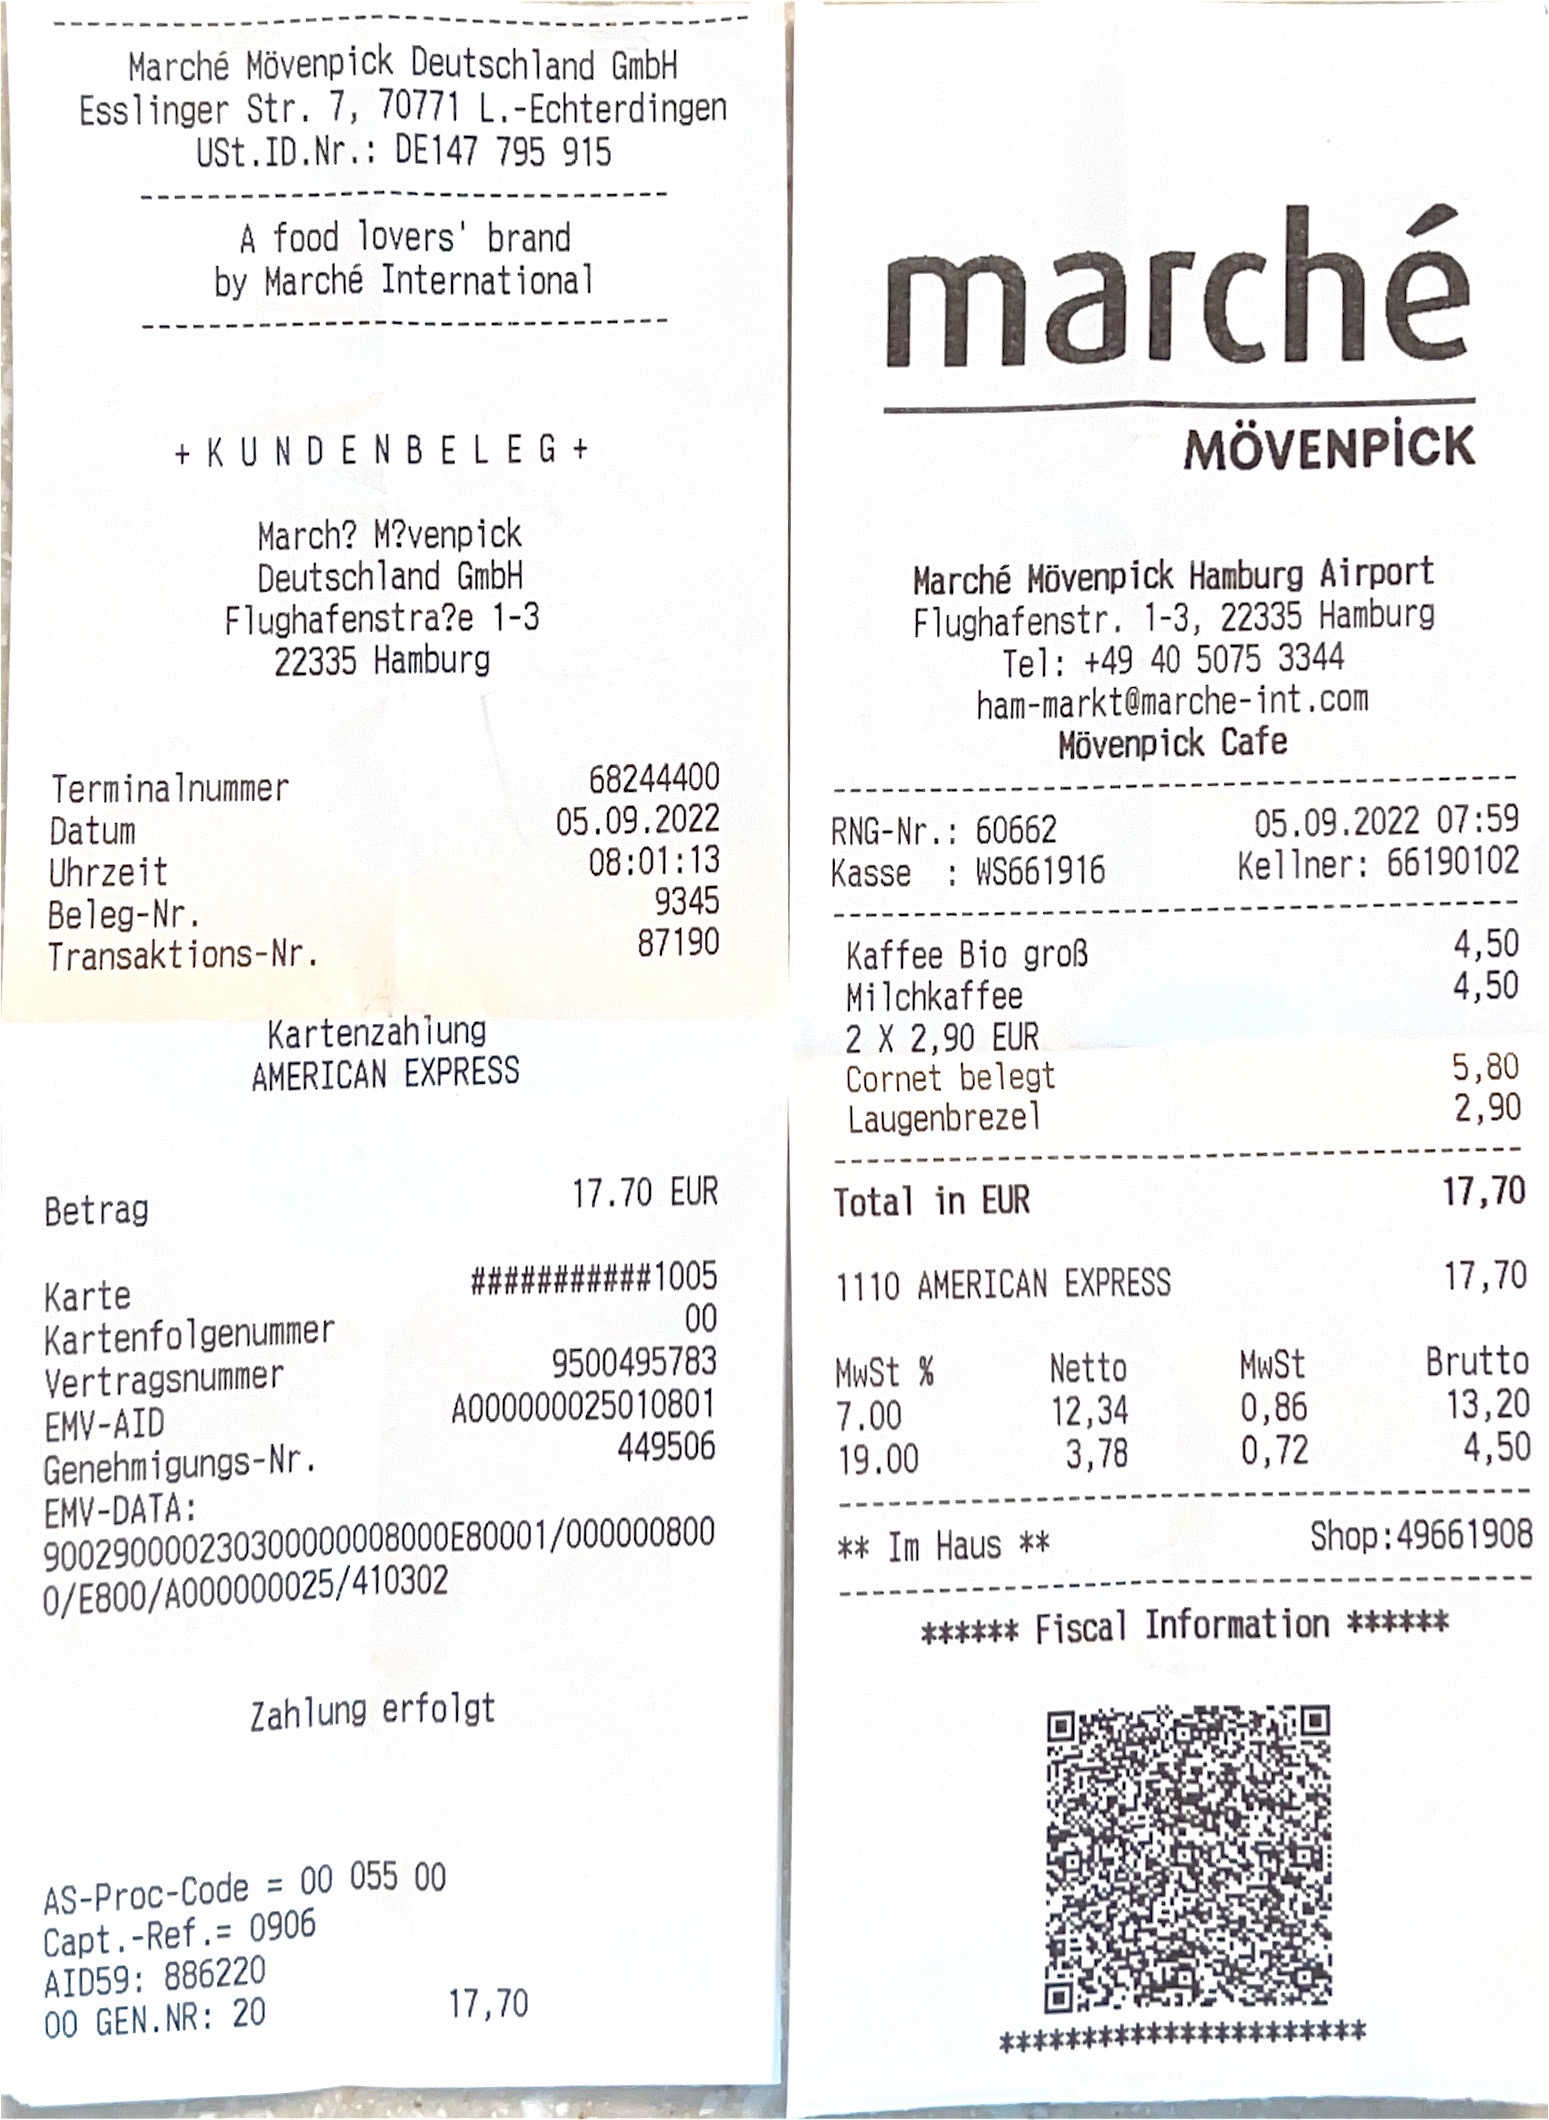 Marché Mövenpick Deutschland GmbH
Esslinger Str. 7, 70771 L.-Echterdingen
USt.ID.Nr.: DE147 795 915
A food lovers' brand
by Marché International
+ K U N D E N B E L E G +
March? M?venpick
Deutschland GmbH
Flughafenstra?e 1-3
22335 Hamburg
Terminalnummer 68244400
Datum 05.09.2022
Uhrzeit 08:01:13
Beleg-Nr. 9345
Transaktions-Nr. 87190
Kartenzahlung
AMERICAN EXPRESS
Betrag 17.70 EUR
Karte ###########1005
Kartenfolgenummer 00
Vertragsnummer 9500495783
EMV-AID A000000025010801
Genehmigungs-Nr. 449506
EMV-DATA:
9002900002303000000008000E80001/000000800
0/E800/A000000025/410302
Zahlung erfolgt
AS-Proc-Code = 00 055 00
Capt.-Ref.= 0906
AID59: 886220
00 GEN.NR: 20 17,70
marché
MÖVENPICK
Marché Mövenpick Hamburg Airport
Flughafenstr. 1-3, 22335 Hamburg
Tel: +49 40 5075 3344
ham-markt@marche-int.com
Mövenpick Cafe
RNG-Nr.: 60662 05.09.2022 07:59
Kasse : WS661916 Kellner: 66190102
Kaffee Bio groß 4,50
Milchkaffee 4,50
2 X 2,90 EUR
Cornet belegt 5,80
Laugenbrezel 2,90
Total in EUR 17,70
1110 AMERICAN EXPRESS 17,70
MwSt % Netto MwSt Brutto
7.00 12,34 0,86 13,20
19.00 3,78 0,72 4,50
** Im Haus ** Shop:49661908
****** Fiscal Information ******
**********************